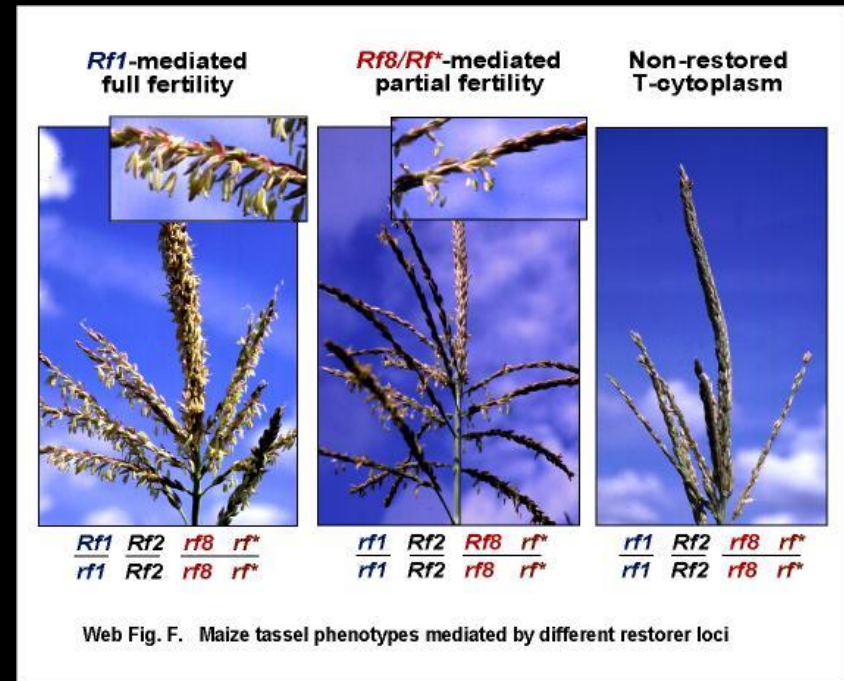 Rf1-mediated
full fertility
Rf8/Rf*-mediated
partial fertility
Non-restored
T-cytoplasm
Rf1 Rf2 rf8 rf*
rf1 Rf2 rf8 rf*
rf1 Rf2 Rf8 rf*
rf1 Rf2 rf8 rf*
rf1 Rf2 rf8 rf*
rf1 Rf2 rf8 rf*
Web Fig. F. Maize tassel phenotypes mediated by different restorer loci